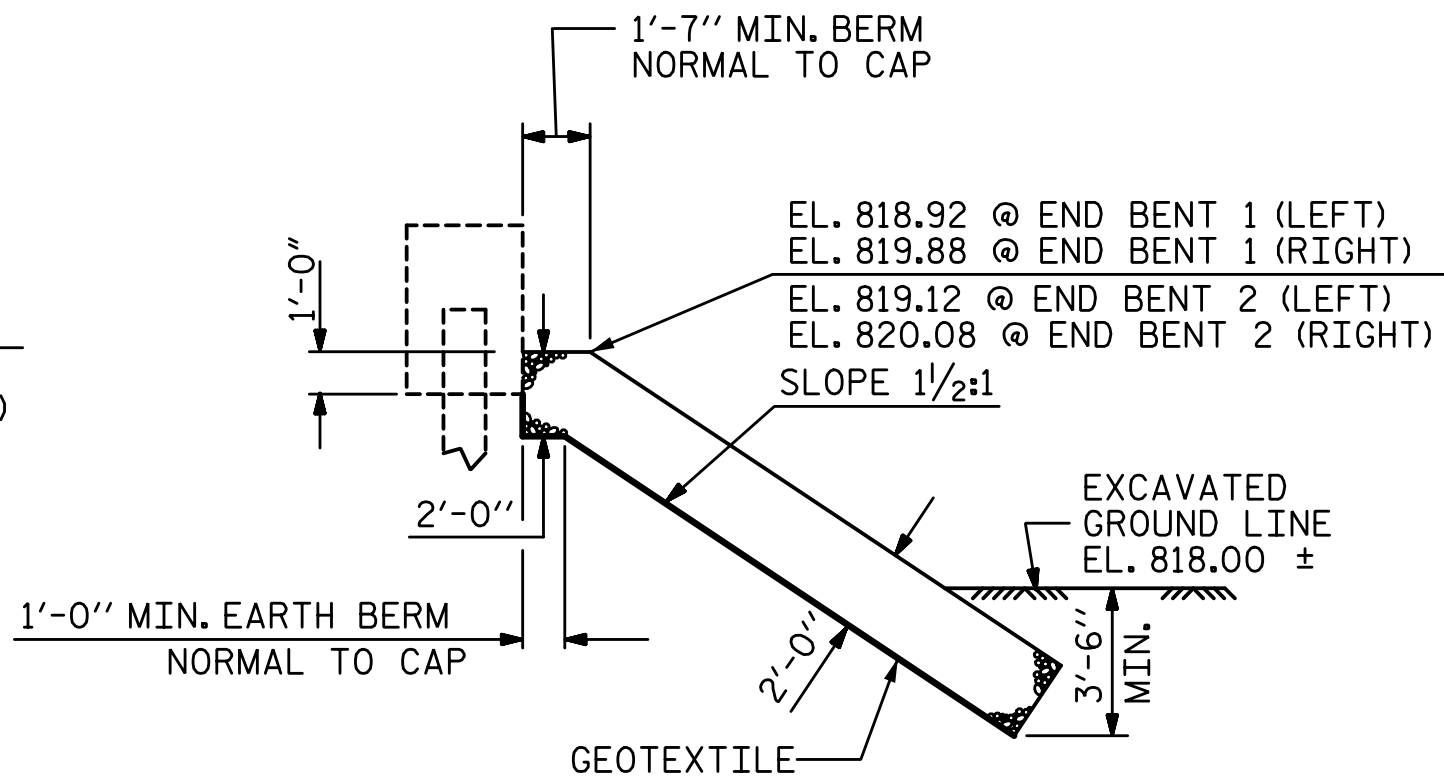 1'-7" MIN. BERM
NORMAL TO CAP
EL. 818.92 @ END BENT 1 (LEFT)
EL. 819.88 @ END BENT 1 (RIGHT)
EL. 819.12 @ END BENT 2 (LEFT)
EL. 820.08 @ END BENT 2 (RIGHT)
1'-0"
)
SLOPE 1 1/2:1
2'-0"
EXCAVATED
GROUND LINE
EL. 818.00 ±
1'-0" MIN. EARTH BERM
NORMAL TO CAP
2'-0"
3'-6"
MIN.
GEOTEXTILE